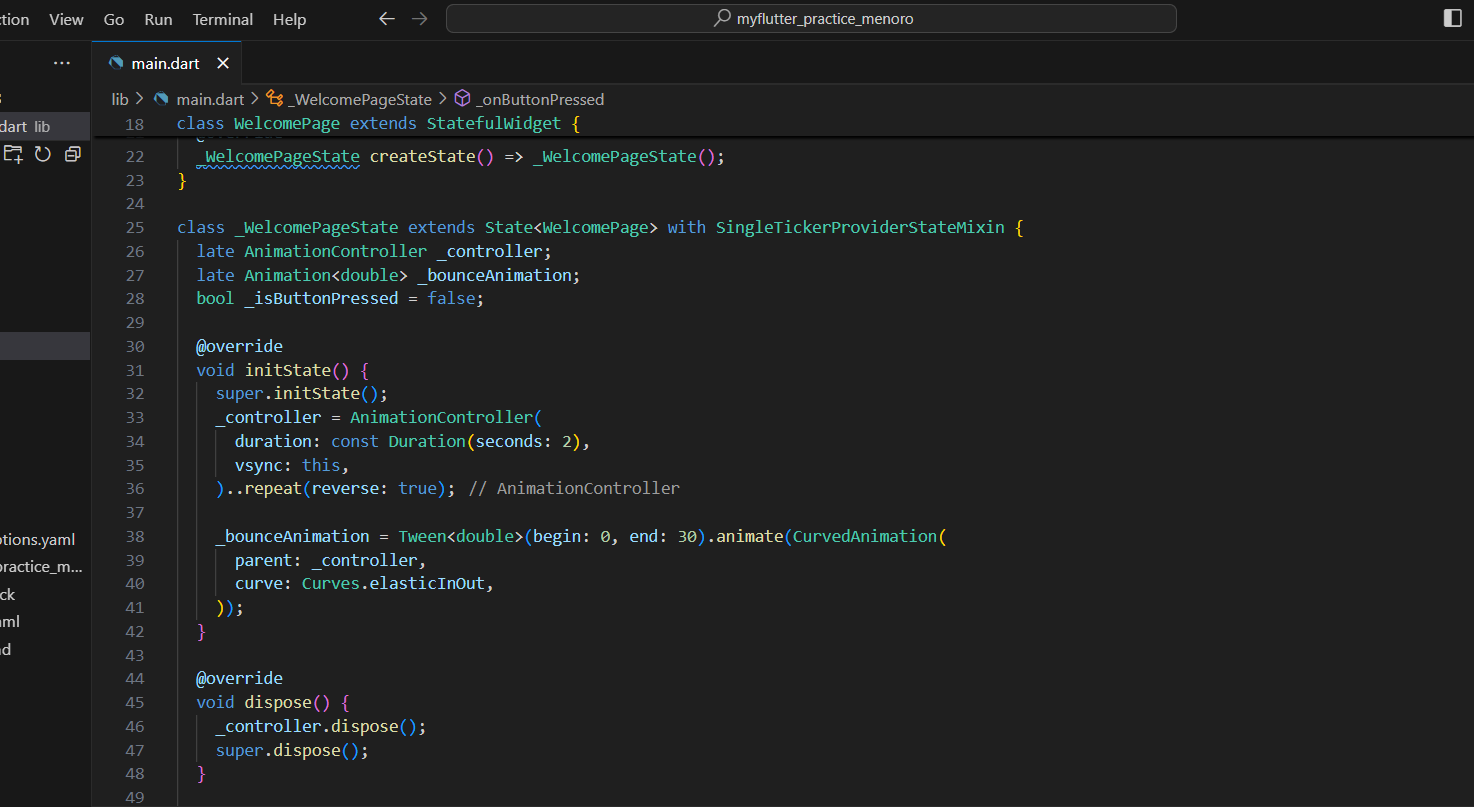 ction View Go Run Terminal Help myflutter_practice_menoro
main.dart
lib > main.dart > _WelcomePageState > _onButtonPressed
dart lib
18 class WelcomePage extends StatefulWidget {
22 _WelcomePageState createState() => _WelcomePageState();
23 }
24
25 class _WelcomePageState extends State<WelcomePage> with SingleTickerProviderStateMixin {
26 late AnimationController _controller;
27 late Animation<double> _bounceAnimation;
28 bool _isButtonPressed = false;
29
30 @override
31 void initState() {
32 super.initState();
33 _controller = AnimationController(
34 duration: const Duration(seconds: 2),
35 vsync: this,
36 )..repeat(reverse: true); // AnimationController
37
38 _bounceAnimation = Tween<double>(begin: 0, end: 30).animate(CurvedAnimation(
39 parent: _controller,
40 curve: Curves.elasticInOut,
41 ));
42 }
43
44 @override
45 void dispose() {
46 _controller.dispose();
47 super.dispose();
48 }
49
ptions.yaml
practice_m...
ck
aml
nd